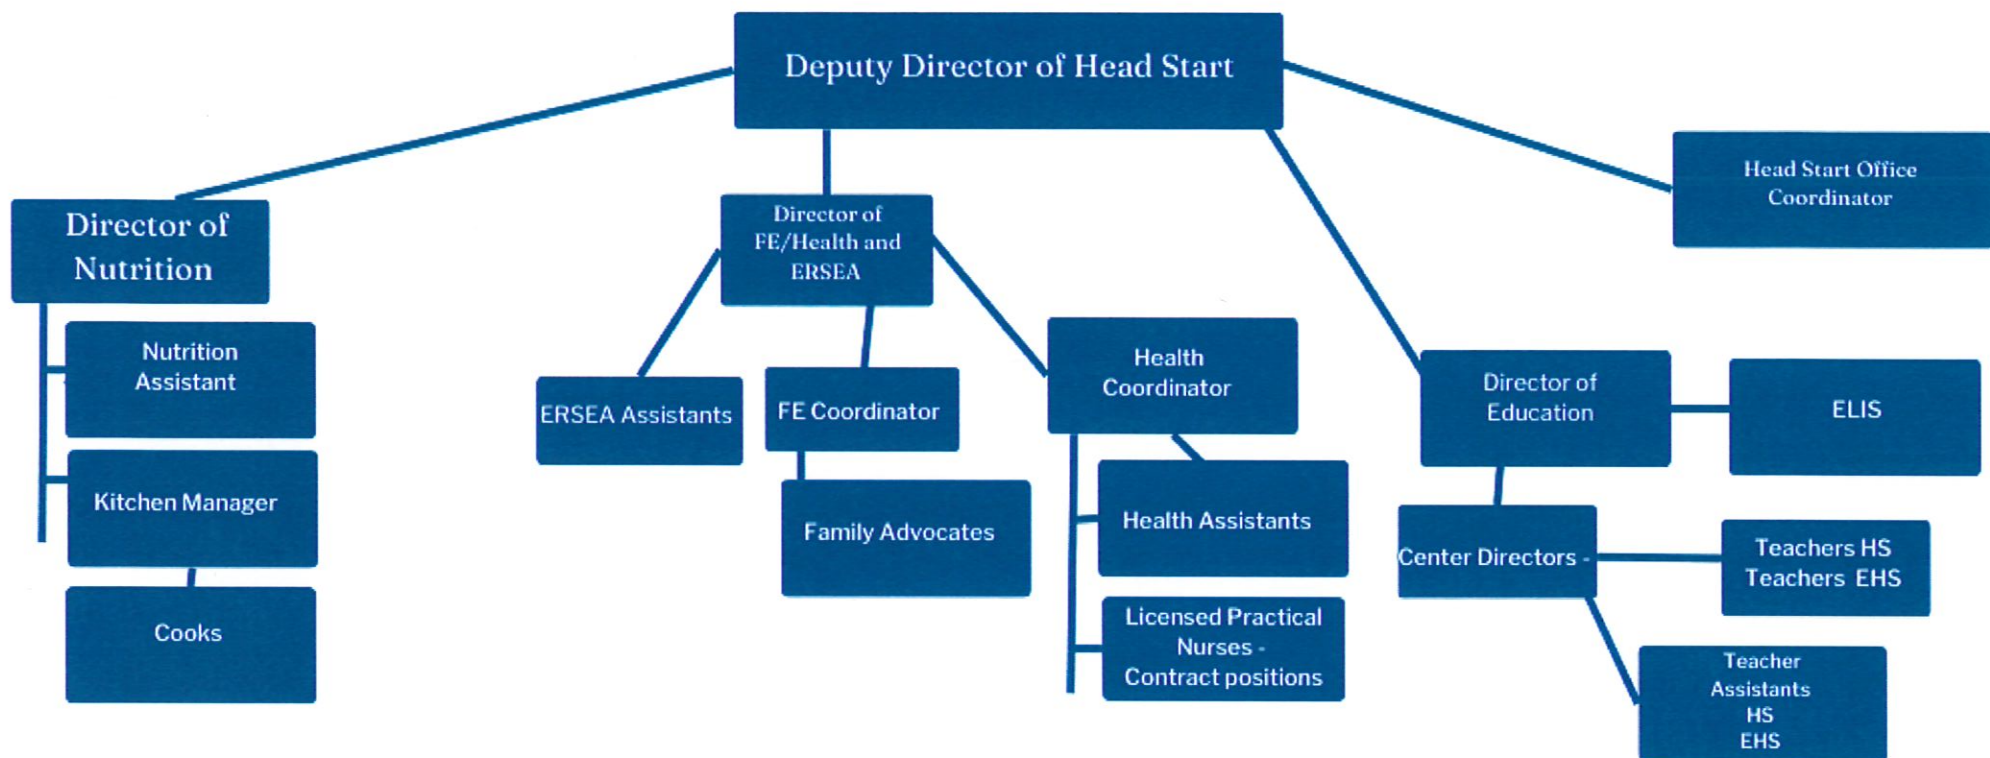 Deputy Director of Head Start
Head Start Office
Coordinator
Director of
Nutrition
Director of
FE/Health and
ERSEA
Nutrition
Assistant
Kitchen Manager
Cooks
ERSEA Assistants
FE Coordinator
Family Advocates
Health
Coordinator
Health Assistants
Licensed Practical
Nurses -
Contract positions
Director of
Education
ELIS
Center Directors -
Teachers HS
Teachers EHS
Teacher
Assistants
HS
EHS